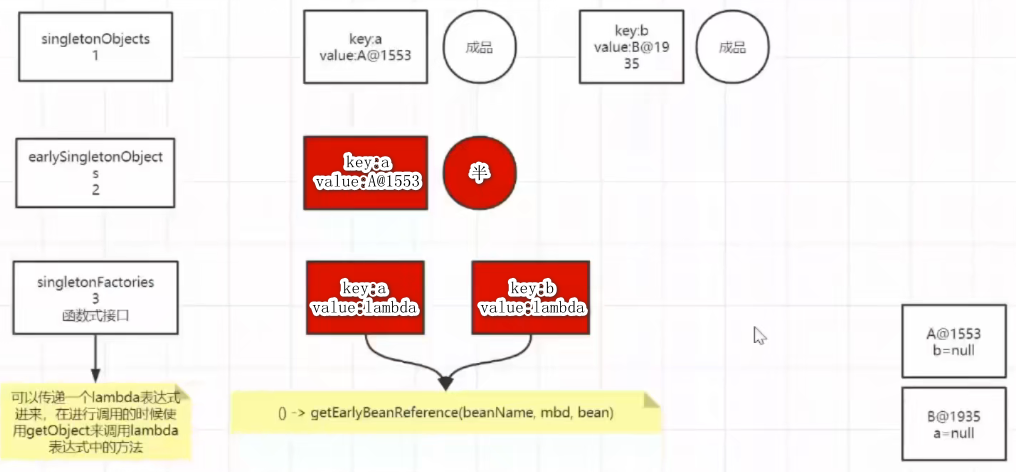 singletonObjects
1
key:a
value:A@1553
成品
key:b
value:B@19
35
成品
earlySingletonObject
s
2
key:a
value:A@1553
半
singletonFactories
3
函数式接口
key:a
value:lambda
key:b
value:lambda
A@1553
b=null
可以传递一个lambda表达式
进来，在进行调用的时候使
用getObject来调用lambda
表达式中的方法
() -> getEarlyBeanReference(beanName, mbd, bean)
B@1935
a=null